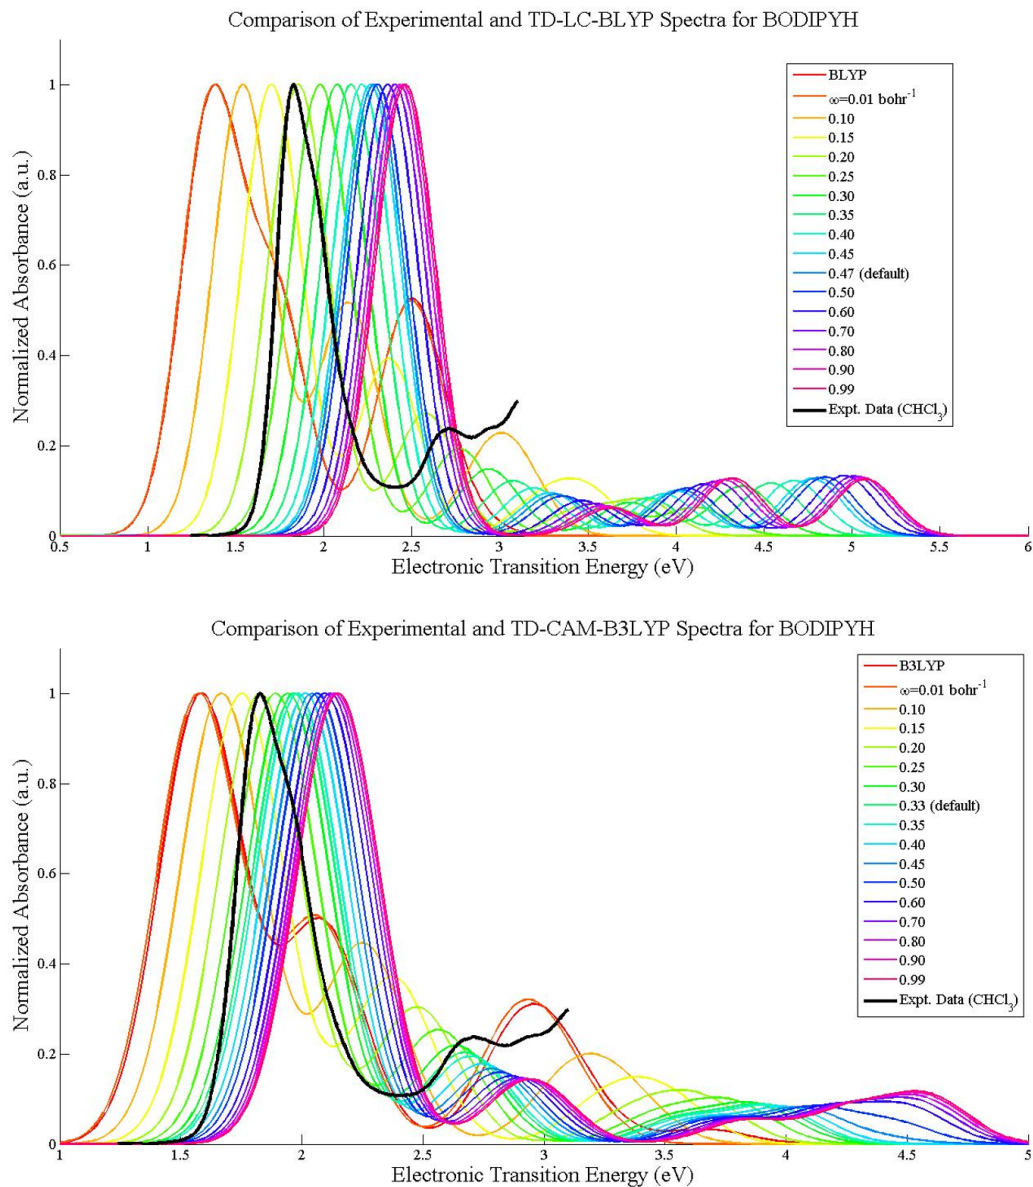 Comparison of Experimental and TD-LC-BLYP Spectra for BODIPYH
Normalized Absorbance (a.u.)
1
0.8
0.6
0.4
0.2
0
0.5 1 1.5 2 2.5 3 3.5 4 4.5 5 5.5 6
Electronic Transition Energy (eV)
BLYP
ω=0.01 bohr⁻¹
0.10
0.15
0.20
0.25
0.30
0.35
0.40
0.45
0.47 (default)
0.50
0.60
0.70
0.80
0.90
0.99
Expt. Data (CHCl₃)
Comparison of Experimental and TD-CAM-B3LYP Spectra for BODIPYH
Normalized Absorbance (a.u.)
1
0.8
0.6
0.4
0.2
0
1 1.5 2 2.5 3 3.5 4 4.5 5
Electronic Transition Energy (eV)
B3LYP
ω=0.01 bohr⁻¹
0.10
0.15
0.20
0.25
0.30
0.33 (default)
0.35
0.40
0.45
0.50
0.60
0.70
0.80
0.90
0.99
Expt. Data (CHCl₃)